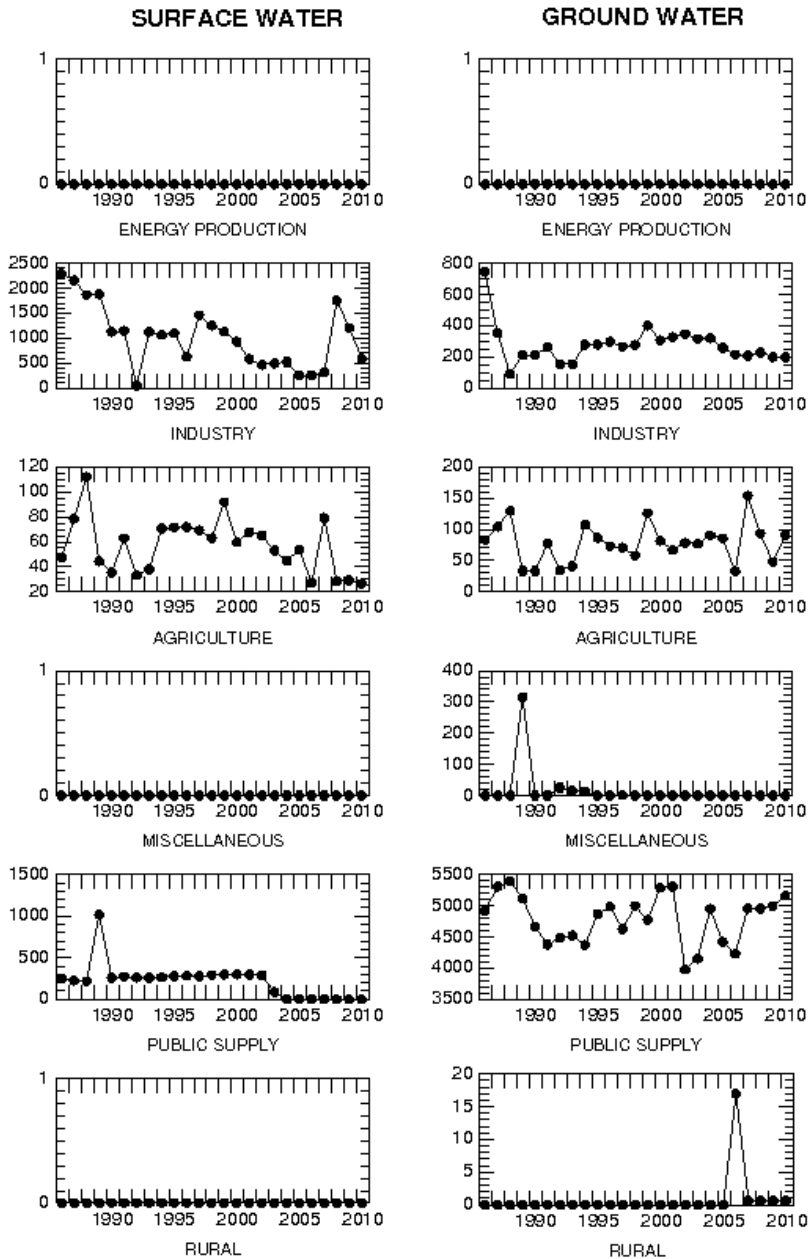 SURFACE WATER GROUND WATER
1 1
0 0
1990 1995 2000 2005 2010 1990 1995 2000 2005 2010
ENERGY PRODUCTION ENERGY PRODUCTION
2500 800
2000 600
1500 400
1000 200
500 0
0
1990 1995 2000 2005 2010 1990 1995 2000 2005 2010
INDUSTRY INDUSTRY
120 200
100 150
80 100
60 50
40 0
20
1990 1995 2000 2005 2010 1990 1995 2000 2005 2010
AGRICULTURE AGRICULTURE
1 400
300
200
100
0 0
1990 1995 2000 2005 2010 1990 1995 2000 2005 2010
MISCELLANEOUS MISCELLANEOUS
1500 5500
1000 5000
500 4500
4000
0 3500
1990 1995 2000 2005 2010 1990 1995 2000 2005 2010
PUBLIC SUPPLY PUBLIC SUPPLY
1 20
15
10
5
0 0
1990 1995 2000 2005 2010 1990 1995 2000 2005 2010
RURAL RURAL